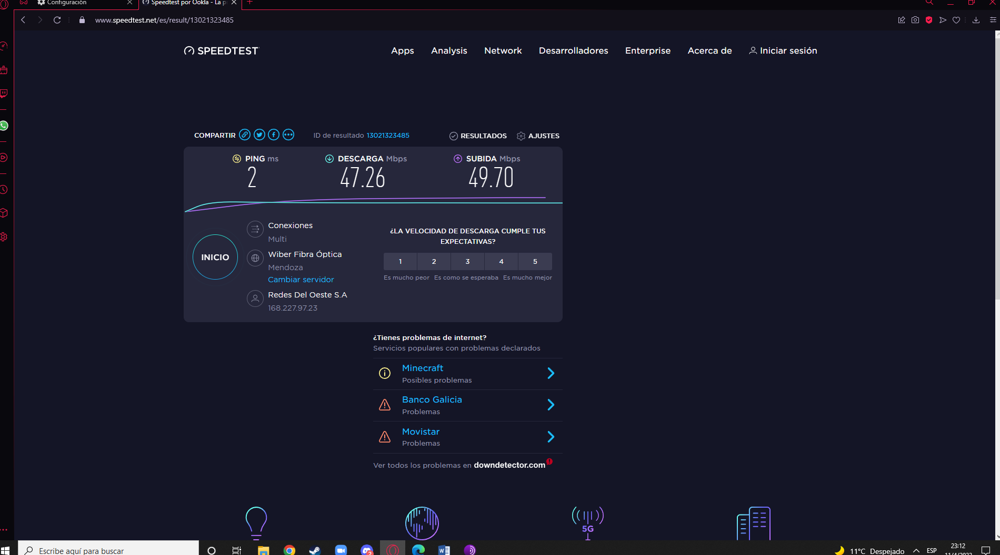 Configuración
Speedtest por Ookla - La p
www.speedtest.net/es/result/13021323485
SPEEDTEST
Apps
Analysis
Network
Desarrolladores
Enterprise
Acerca de
Iniciar sesión
COMPARTIR
ID de resultado 13021323485
RESULTADOS
AJUSTES
PING ms
2
DESCARGA Mbps
47.26
SUBIDA Mbps
49.70
INICIO
Conexiones
Multi
Wiber Fibra Óptica
Mendoza
Cambiar servidor
Redes Del Oeste S.A
168.227.97.23
¿LA VELOCIDAD DE DESCARGA CUMPLE TUS
EXPECTATIVAS?
1 2 3 4 5
Es mucho peor Es como se esperaba Es mucho mejor
¿Tienes problemas de internet?
Servicios populares con problemas declarados
Minecraft
Posibles problemas
Banco Galicia
Problemas
Movistar
Problemas
Ver todos los problemas en downdetector.com
5G
Escribe aquí para buscar
11°C Despejado
ESP
23:12